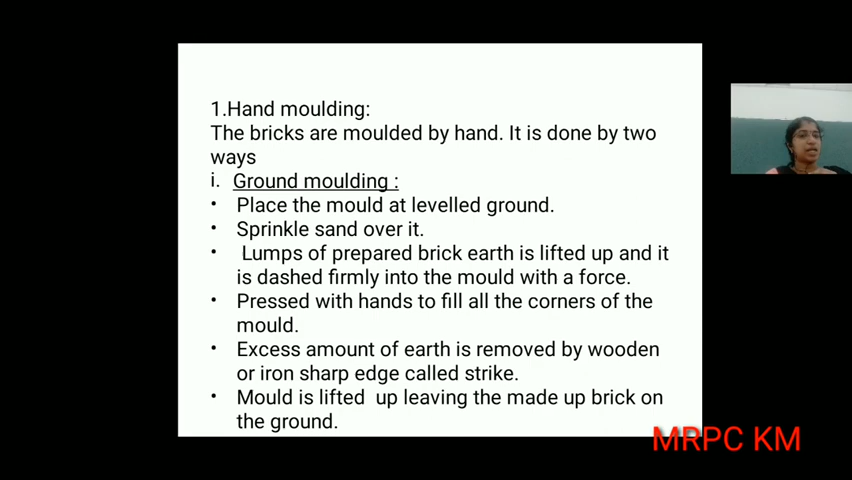 1.Hand moulding:
The bricks are moulded by hand. It is done by two
ways
i. Ground moulding :
• Place the mould at levelled ground.
• Sprinkle sand over it.
• Lumps of prepared brick earth is lifted up and it
is dashed firmly into the mould with a force.
• Pressed with hands to fill all the corners of the
mould.
• Excess amount of earth is removed by wooden
or iron sharp edge called strike.
• Mould is lifted up leaving the made up brick on
the ground.
MRPC KM